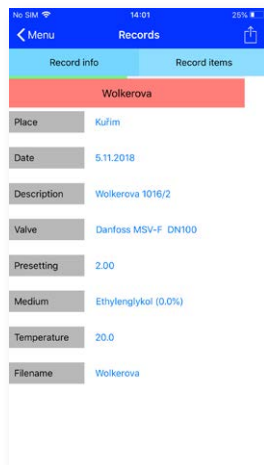 No SIM 14:01 25%
Menu Records
Record info Record items
Wolkerova
Place Kuřim
Date 5.11.2018
Description Wolkerova 1016/2
Valve Danfoss MSV-F DN100
Presetting 2.00
Medium Ethylenglykol (0.0%)
Temperature 20.0
Filename Wolkerova